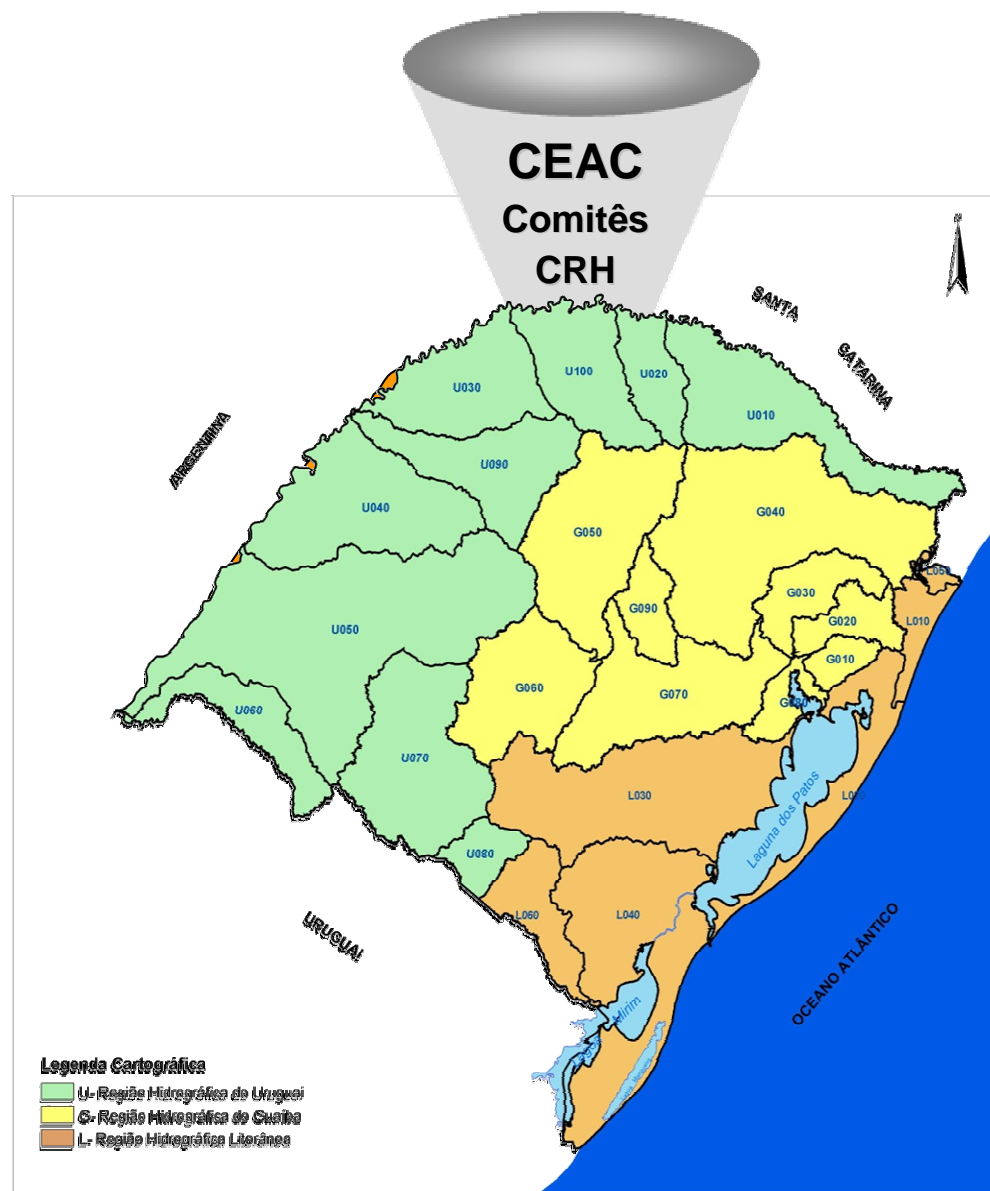 CEAC
Comitês
CRH
SANTA
CATARINA
ARGENTINA
U030
U100
U020
U010
U090
U040
G050
G040
G090
G030
G020
L050
L010
U050
G010
G060
G070
G080
U060
U070
L030
Laguna dos Patos
U080
L060
L040
URUGUAI
OCEANO ATLÂNTICO
Mirim
Legenda Cartográfica
U- Região Hidrográfica do Uruguai
G- Região Hidrográfica do Guaíba
L- Região Hidrográfica Litorânea